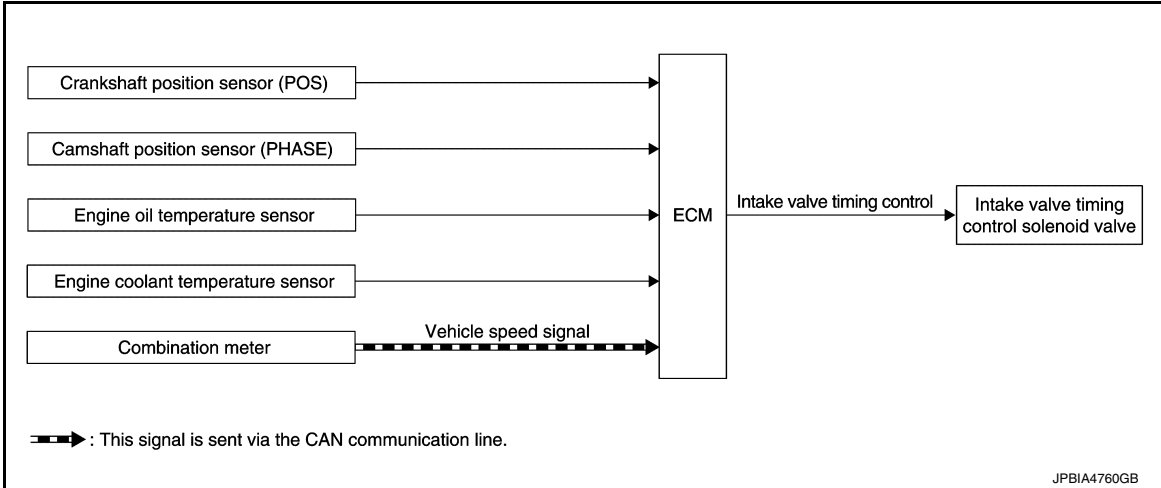 Crankshaft position sensor (POS)
Camshaft position sensor (PHASE)
Engine oil temperature sensor
Engine coolant temperature sensor
Combination meter
Vehicle speed signal
ECM
Intake valve timing control
Intake valve timing
control solenoid valve
: This signal is sent via the CAN communication line.
JPBIA4760GB